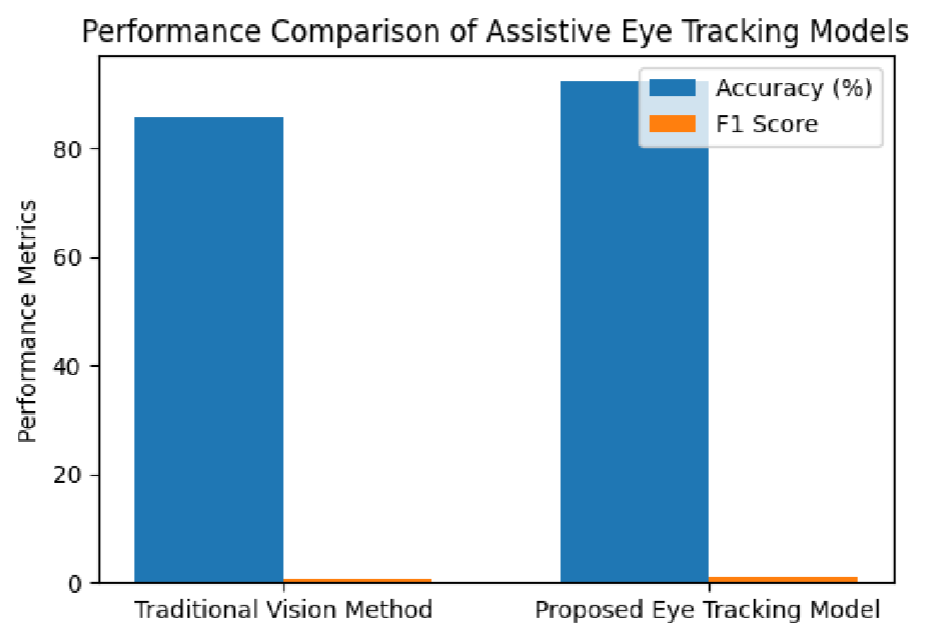 Performance Comparison of Assistive Eye Tracking Models
Accuracy (%)
F1 Score
Performance Metrics
80
60
40
20
0
Traditional Vision Method
Proposed Eye Tracking Model